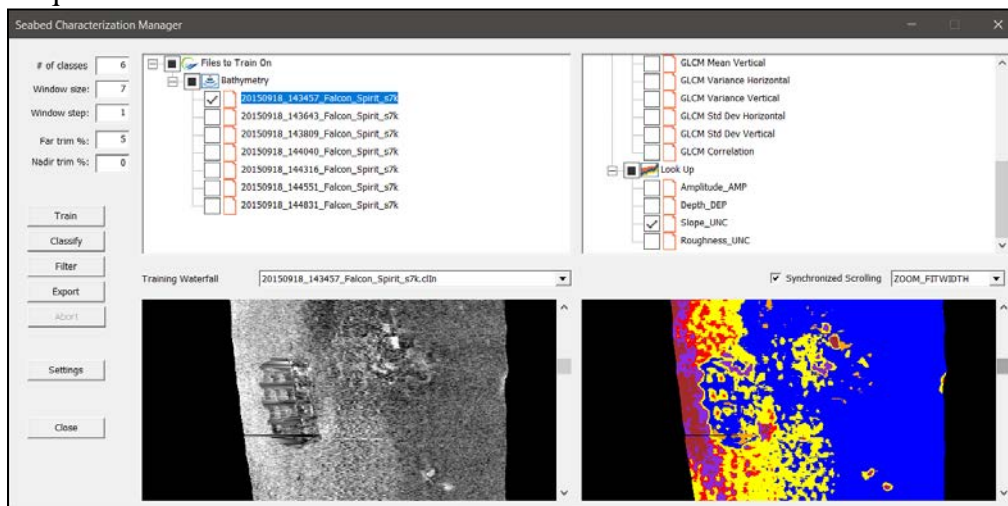 Seabed Characterization Manager
# of classes 6
Window size: 7
Window step: 1
Far trim %: 5
Nadir trim %: 0
Train
Classify
Filter
Export
Abort
Settings
Close
Files to Train On
Bathymetry
20150918_143457_Falcon_Spirit_s7k
20150918_143643_Falcon_Spirit_s7k
20150918_143809_Falcon_Spirit_s7k
20150918_144040_Falcon_Spirit_s7k
20150918_144316_Falcon_Spirit_s7k
20150918_144551_Falcon_Spirit_s7k
20150918_144831_Falcon_Spirit_s7k
GLCM Mean Vertical
GLCM Variance Horizontal
GLCM Variance Vertical
GLCM Std Dev Horizontal
GLCM Std Dev Vertical
GLCM Correlation
Look Up
Amplitude_AMP
Depth_DEP
Slope_UNC
Roughness_UNC
Training Waterfall 20150918_143457_Falcon_Spirit_s7k.clIn
Synchronized Scrolling ZOOM_FITWIDTH